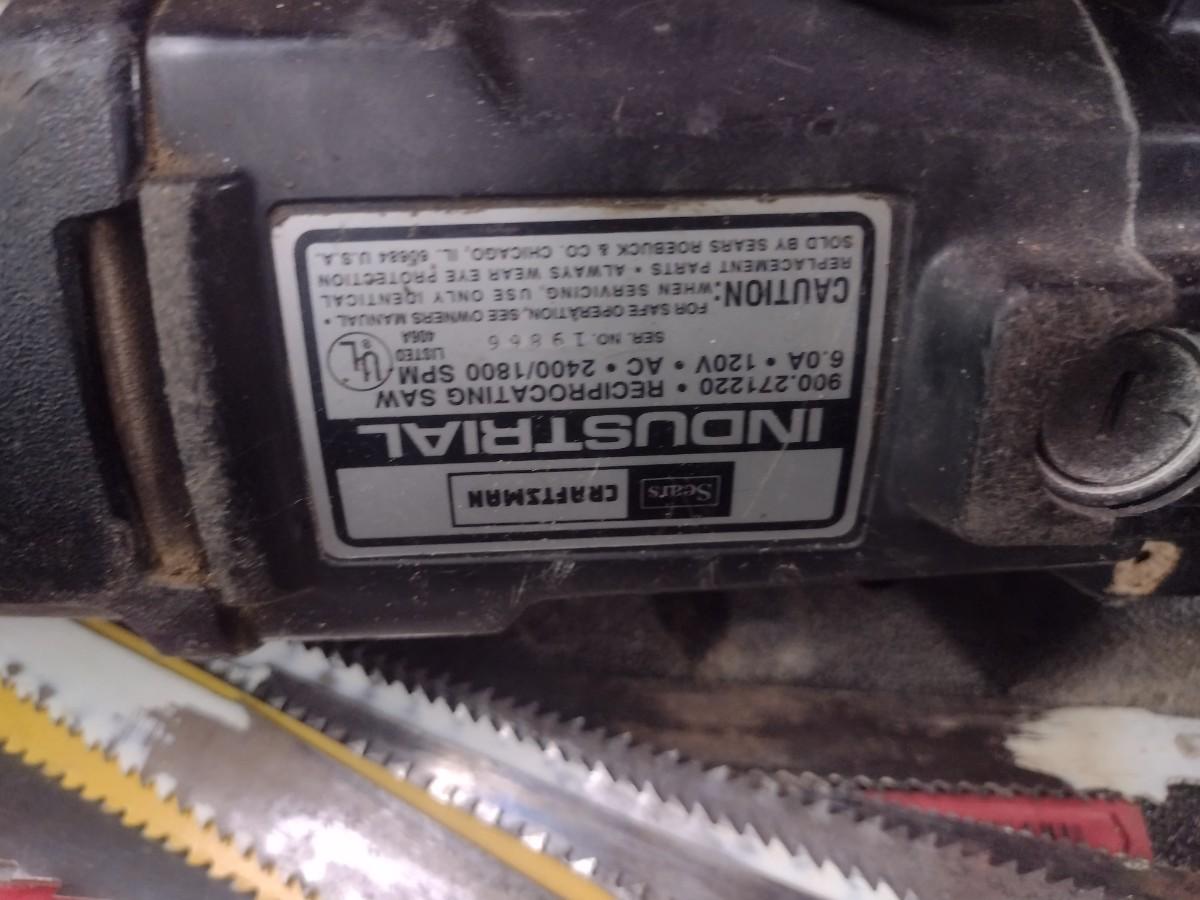 Sears CRAFTSMAN
INDUSTRIAL
900.271220 • RECIPROCATING SAW
6.0A • 120V • AC • 2400/1800 SPM
SER. NO. 19866
UL ® LISTED 406A
FOR SAFE OPERATION, SEE OWNERS MANUAL •
CAUTION: WHEN SERVICING, USE ONLY IDENTICAL
REPLACEMENT PARTS • ALWAYS WEAR EYE PROTECTION
SOLD BY SEARS ROEBUCK & CO. CHICAGO, IL. 60684 U.S.A.